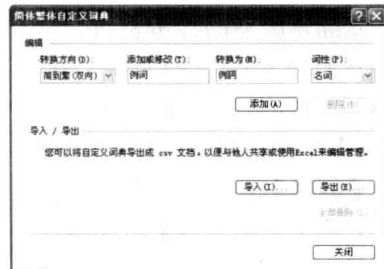 简体繁体自定义词典
编辑
转换方向(D): 添加或修改(T): 转换为(M): 词性(P):
简到繁(双向) 例词 例詞 名词
添加(A) 删除(R)
导入 / 导出
您可以将自定义词典导出成 csv 文档，以便与他人共享或使用Excel来编辑管理。
导入(I)... 导出(E)...
关闭